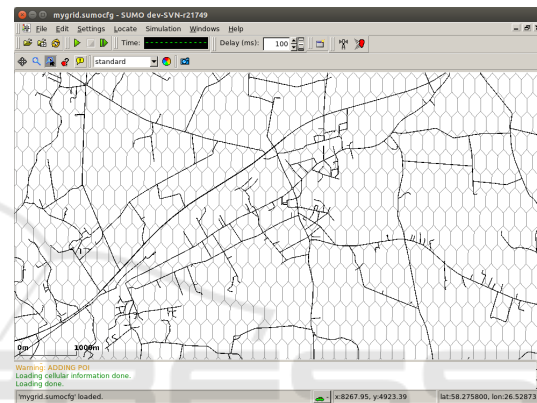 mygrid.sumocfg - SUMO dev-SVN-r21749
File Edit Settings Locate Simulation Windows Help
Time: Delay (ms): 100
standard
0m 1000m
Warning: ADDING POI
Loading cellular information done.
Loading done.
'mygrid.sumocfg' loaded. x:8267.95, y:4923.39 lat:58.275800, lon:26.52873